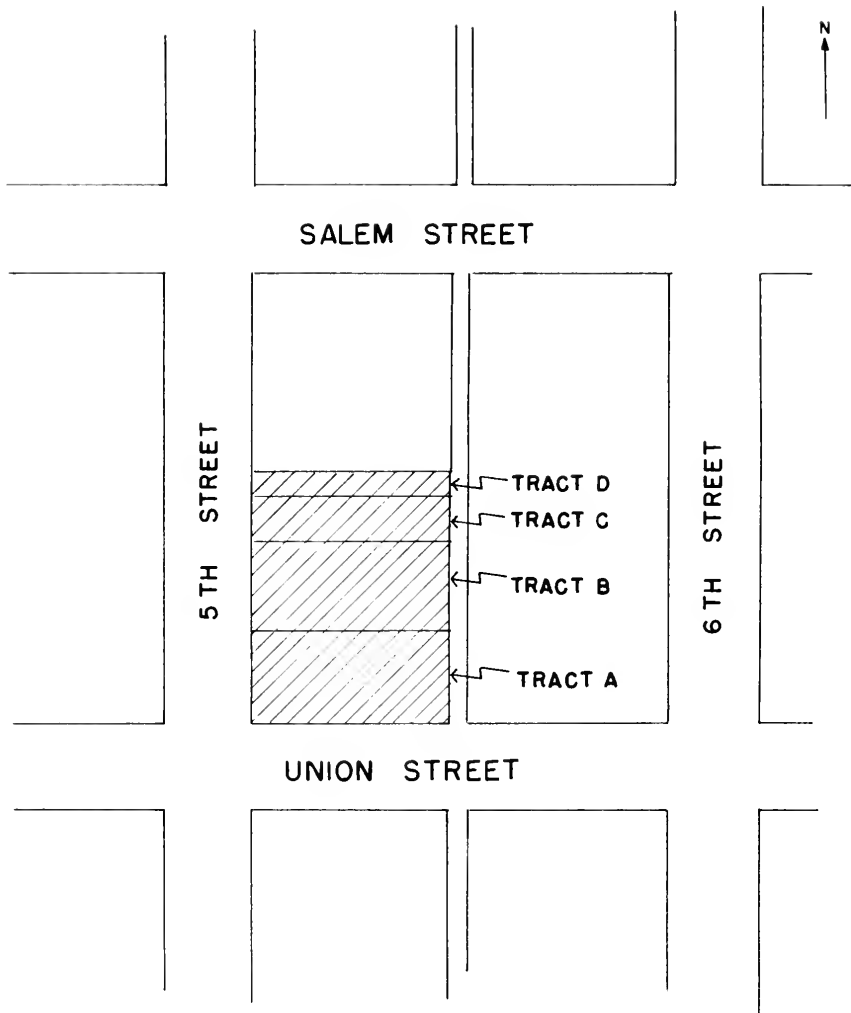 N
SALEM STREET
5TH STREET
TRACT D
TRACT C
TRACT B
TRACT A
6TH STREET
UNION STREET